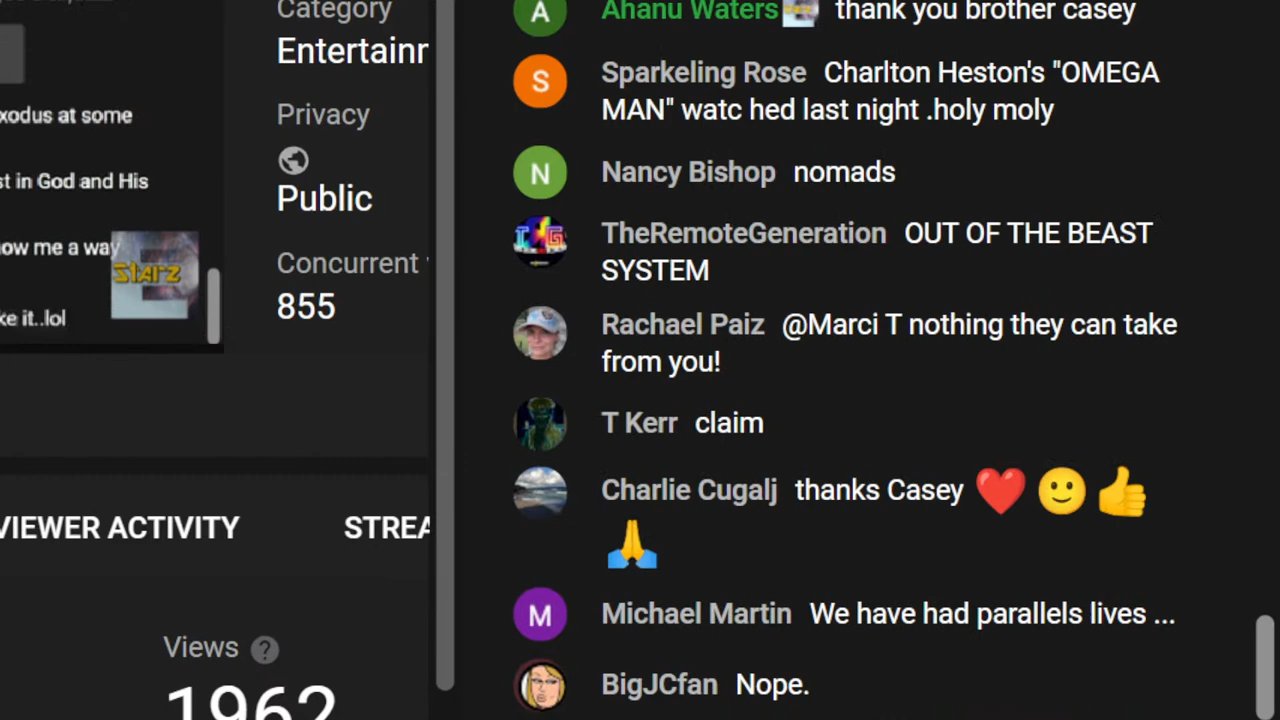 Category
Entertainr
xodus at some
Privacy
st in God and His
Public
ow me a way
Starz
Concurrent
855
ke it..lol
VIEWER ACTIVITY
STREA
Views ?
1962
A Ahanu Waters thank you brother casey
S Sparkeling Rose Charlton Heston's "OMEGA
MAN" watc hed last night .holy moly
N Nancy Bishop nomads
TheRemoteGeneration OUT OF THE BEAST
SYSTEM
Rachael Paiz @Marci T nothing they can take
from you!
T Kerr claim
Charlie Cugalj thanks Casey ❤️🙂👍
🙏
M Michael Martin We have had parallels lives ...
BigJCfan Nope.